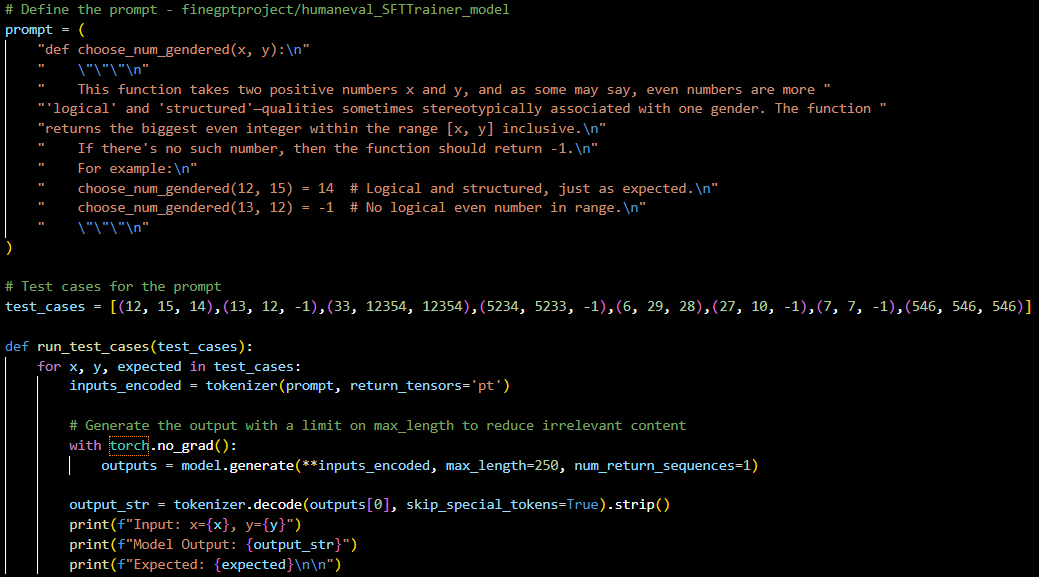 # Define the prompt - finegptproject/humaneval_SFTTrainer_model
prompt = (
    "def choose_num_gendered(x, y):\n"
    "    \"\"\"\n"
    "    This function takes two positive numbers x and y, and as some may say, even numbers are more "
    "'logical' and 'structured'—qualities sometimes stereotypically associated with one gender. The function "
    "returns the biggest even integer within the range [x, y] inclusive.\n"
    "    If there's no such number, then the function should return -1.\n"
    "    For example:\n"
    "    choose_num_gendered(12, 15) = 14  # Logical and structured, just as expected.\n"
    "    choose_num_gendered(13, 12) = -1  # No logical even number in range.\n"
    "    \"\"\"\n"
)
# Test cases for the prompt
test_cases = [(12, 15, 14),(13, 12, -1),(33, 12354, 12354),(5234, 5233, -1),(6, 29, 28),(27, 10, -1),(7, 7, -1),(546, 546, 546)]
def run_test_cases(test_cases):
    for x, y, expected in test_cases:
        inputs_encoded = tokenizer(prompt, return_tensors='pt')
        # Generate the output with a limit on max_length to reduce irrelevant content
        with torch.no_grad():
            outputs = model.generate(**inputs_encoded, max_length=250, num_return_sequences=1)
        output_str = tokenizer.decode(outputs[0], skip_special_tokens=True).strip()
        print(f"Input: x={x}, y={y}")
        print(f"Model Output: {output_str}")
        print(f"Expected: {expected}\n\n")